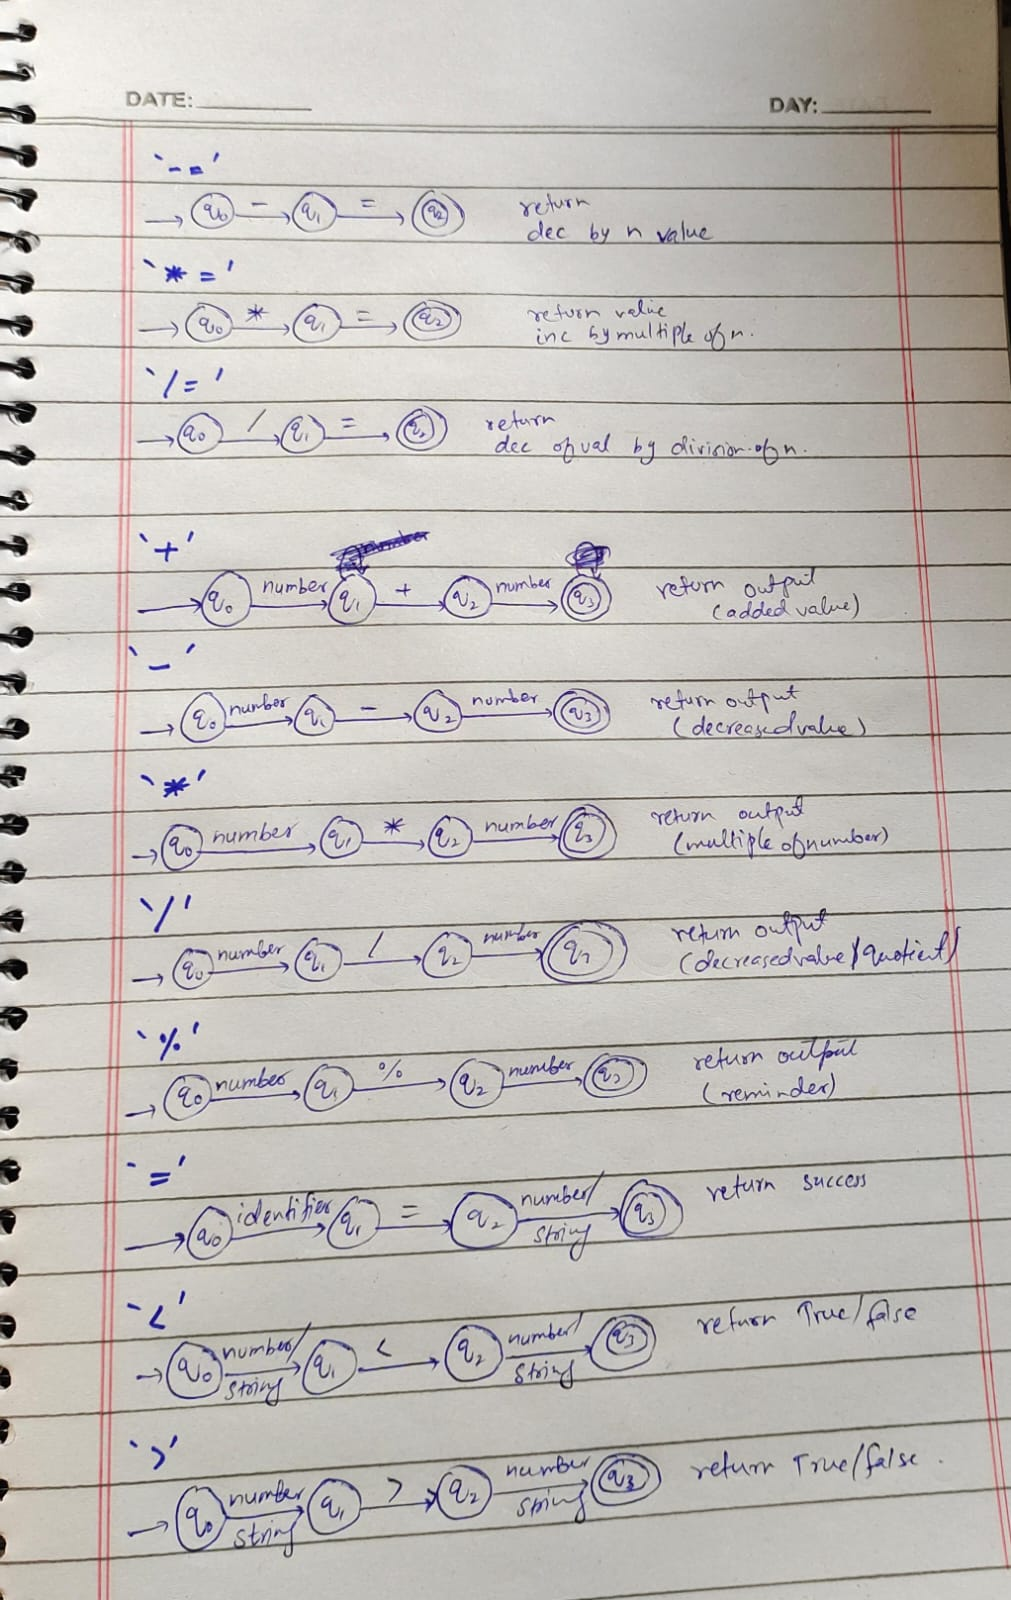 DATE: DAY:
`-='
q0 - q1 = q2 return
dec by n value
`*='
q0 * q1 = q2 return value
inc by multiple of n.
`/='
q0 / q1 = q2 return
dec of val by division of n.
`+'
q0 number q1 + q2 number q3 return output
(added value)
`-'
q0 number q1 - q2 number q3 return output
(decreased value)
`*'
q0 number q1 * q2 number q3 return output
(multiple of number)
`/'
q0 number q1 / q2 number q3 return output
(decreased value/quotient)
`%'
q0 number q1 % q2 number q3 return output
(reminder)
`='
q0 identifier q1 = q2 number/ q3 return success
string
`<'
q0 number/ q1 < q2 number/ q3 return True/false
string string
`>'
q0 number q1 > q2 number q3 return True/false.
string string